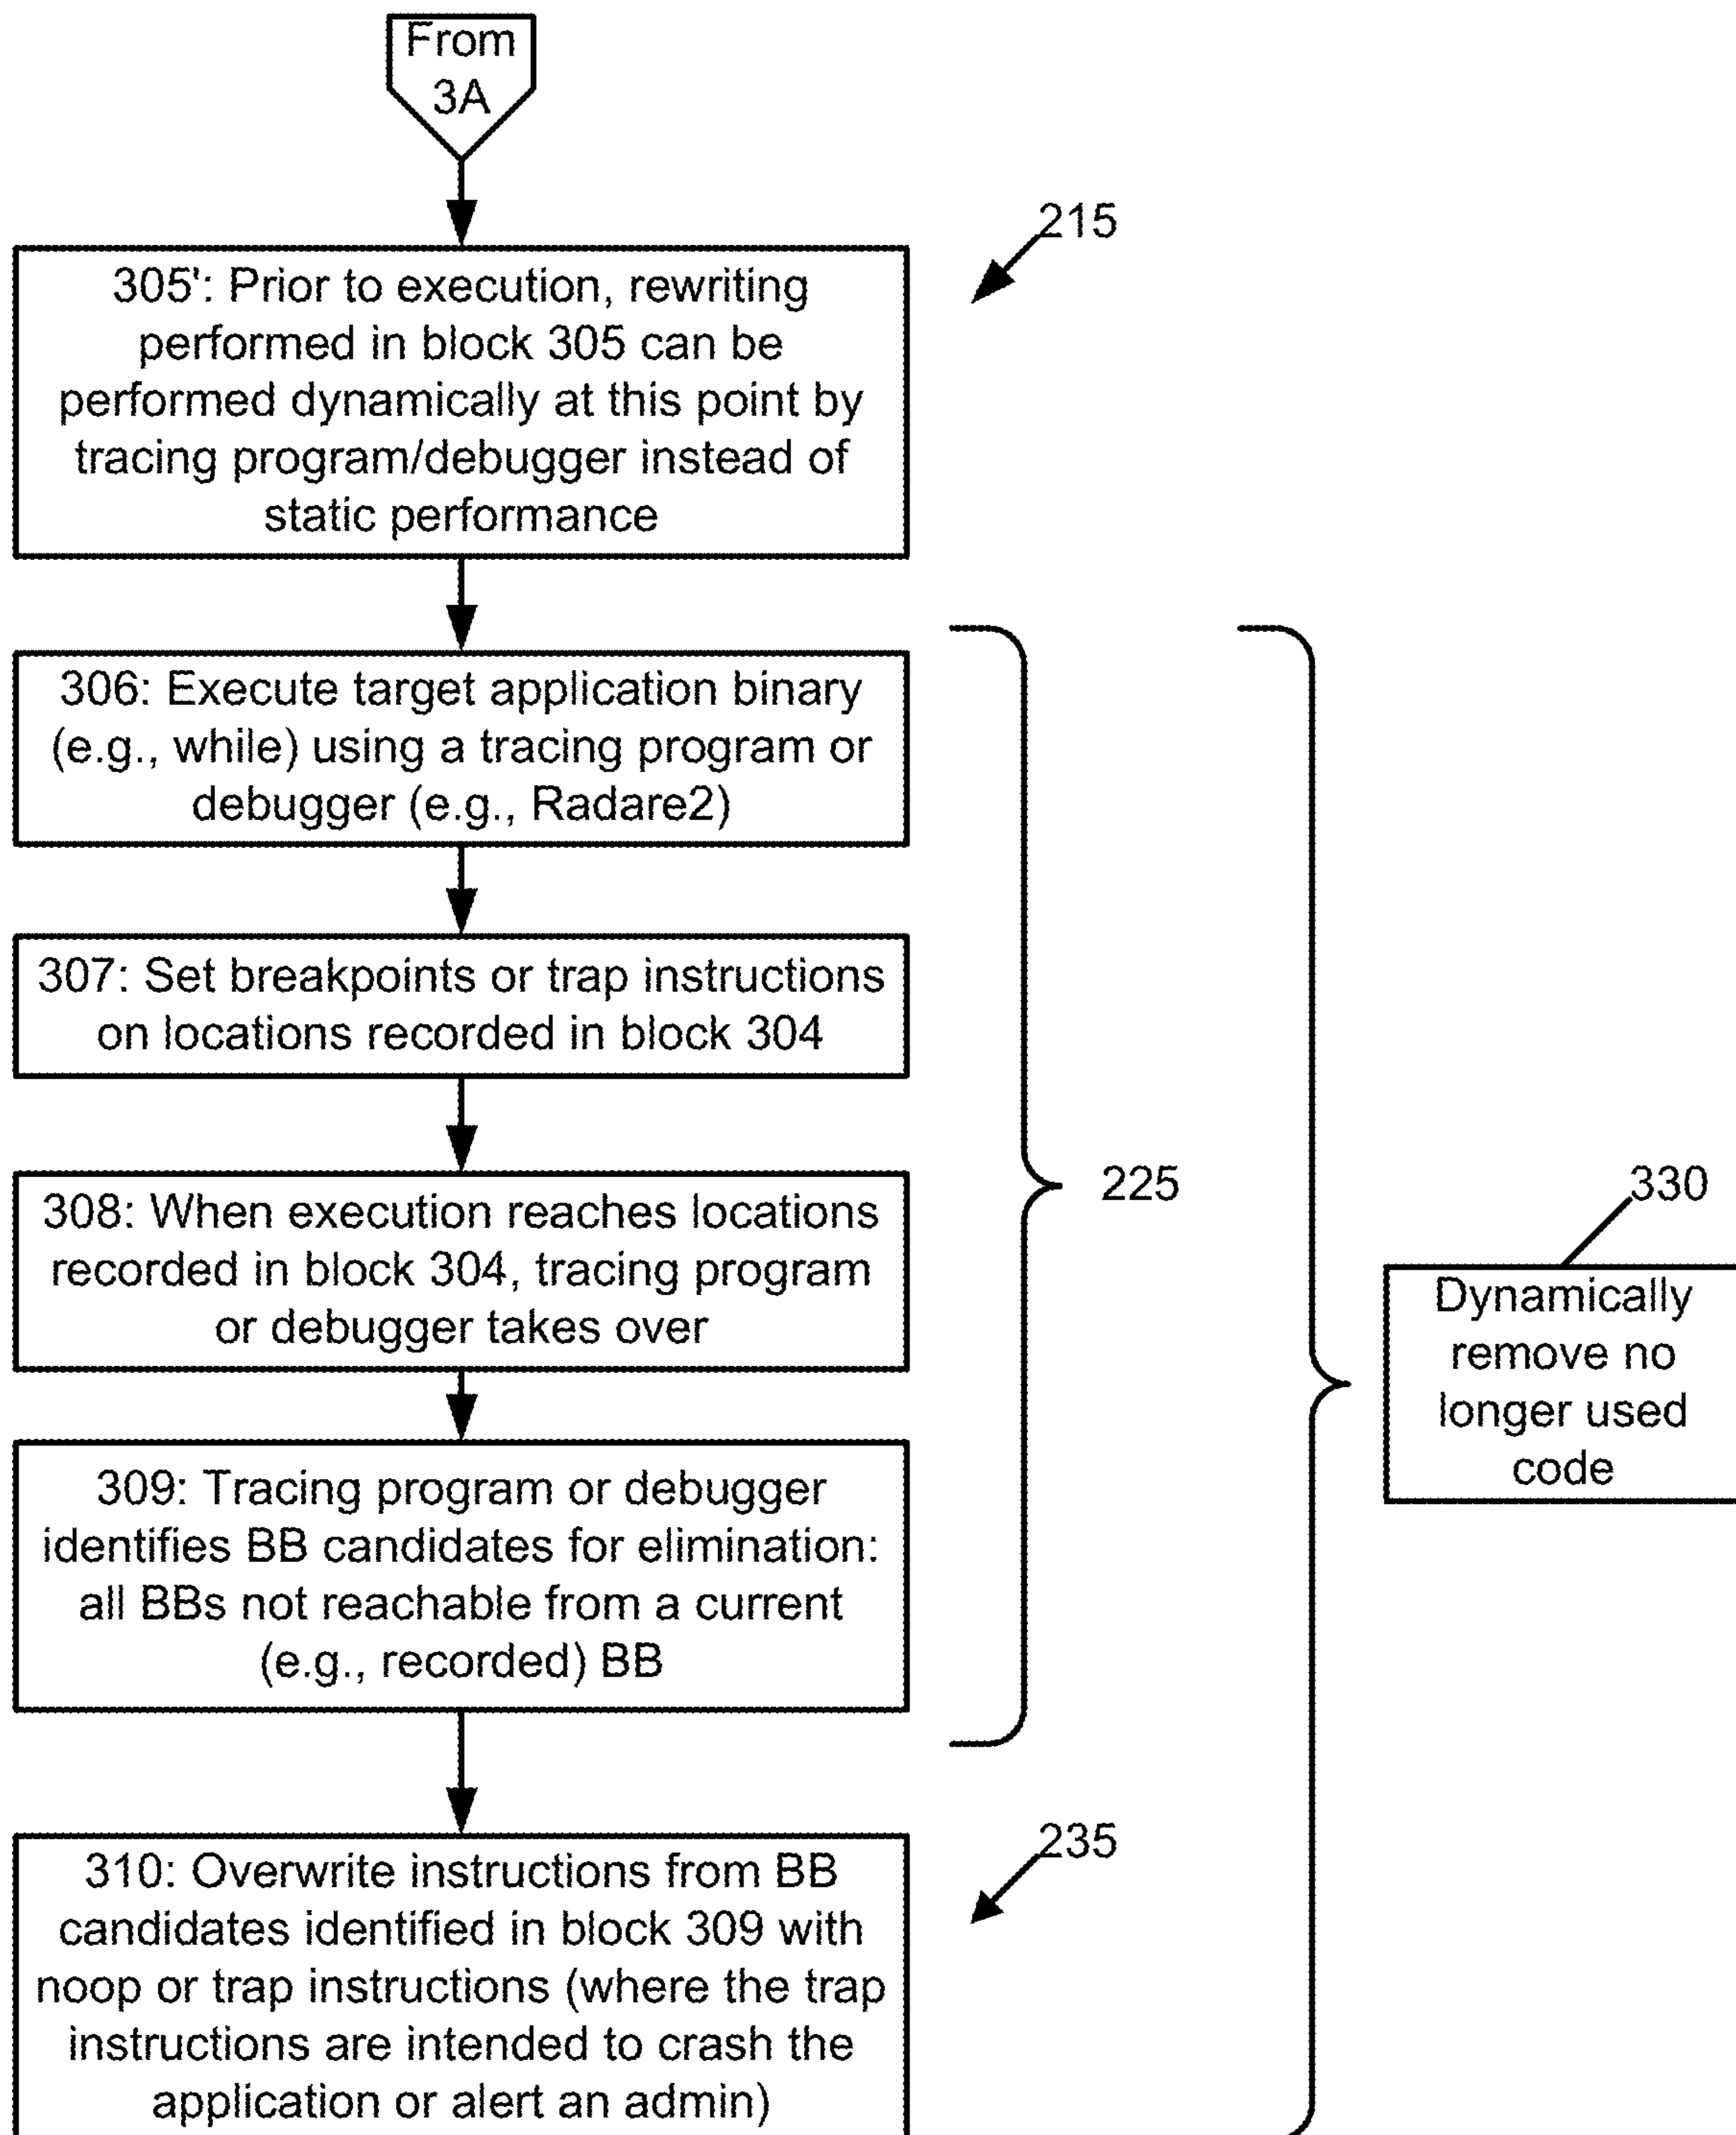 From
3A
215
305': Prior to execution, rewriting
performed in block 305 can be
performed dynamically at this point by
tracing program/debugger instead of
static performance
306: Execute target application binary
(e.g., while) using a tracing program or
debugger (e.g., Radare2)
307: Set breakpoints or trap instructions
on locations recorded in block 304
308: When execution reaches locations
recorded in block 304, tracing program
or debugger takes over
225
330
Dynamically
remove no
longer used
code
309: Tracing program or debugger
identifies BB candidates for elimination:
all BBs not reachable from a current
(e.g., recorded) BB
235
310: Overwrite instructions from BB
candidates identified in block 309 with
noop or trap instructions (where the trap
instructions are intended to crash the
application or alert an admin)